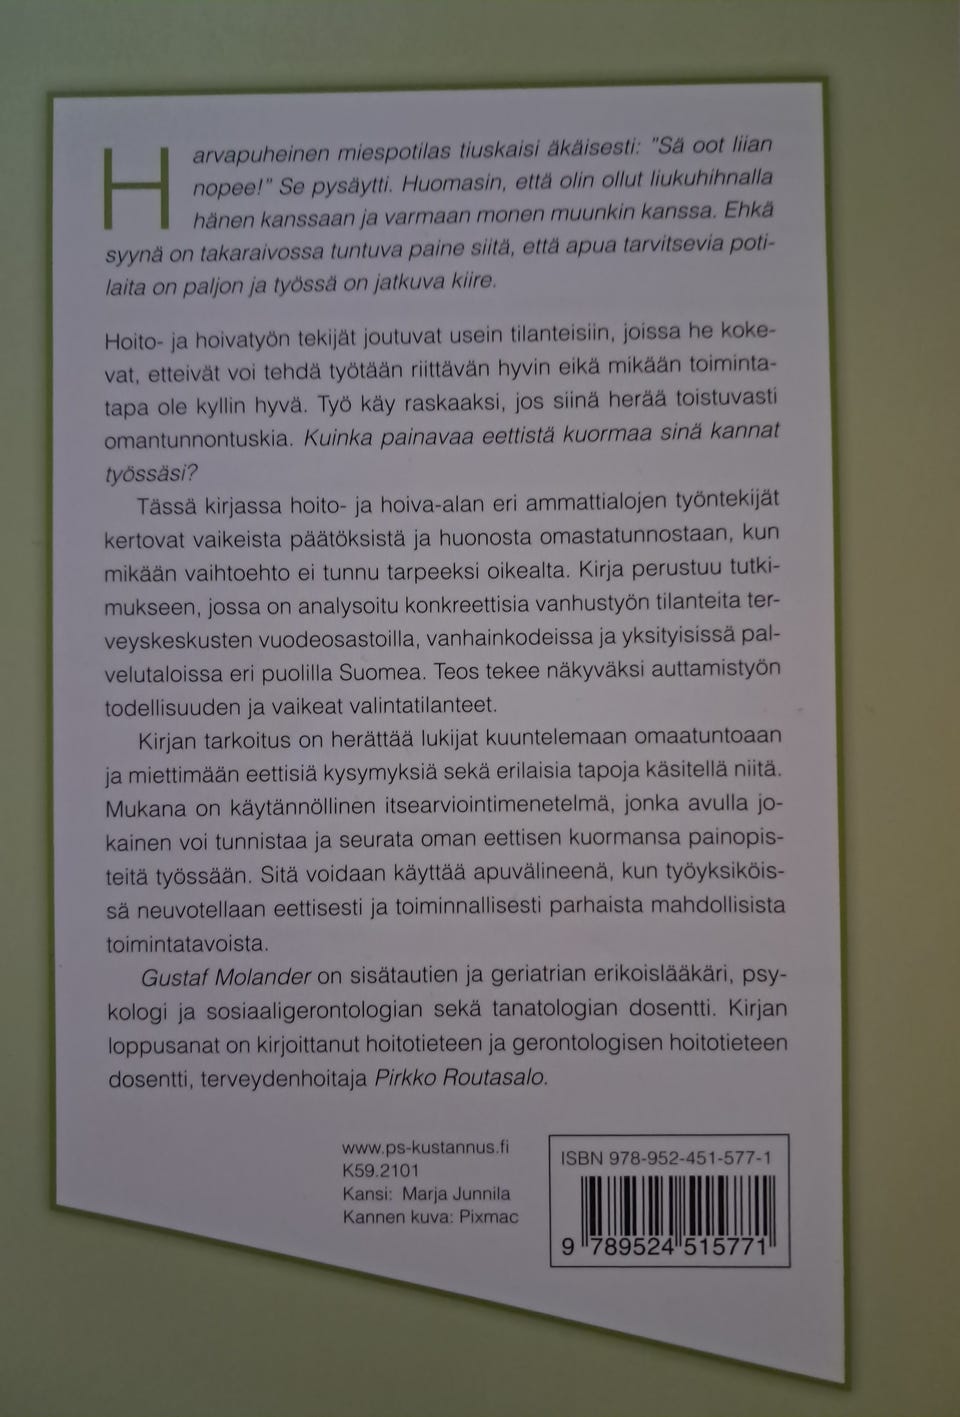 Harvapuheinen miespotilas tiuskaisi äkäisesti: "Sä oot liian
nopee!" Se pysäytti. Huomasin, että olin ollut liukuhihnalla
hänen kanssaan ja varmaan monen muunkin kanssa. Ehkä
syynä on takaraivossa tuntuva paine siitä, että apua tarvitsevia poti-
laita on paljon ja työssä on jatkuva kiire.
Hoito- ja hoivatyön tekijät joutuvat usein tilanteisiin, joissa he koke-
vat, etteivät voi tehdä työtään riittävän hyvin eikä mikään toiminta-
tapa ole kyllin hyvä. Työ käy raskaaksi, jos siinä herää toistuvasti
omantunnontuskia. Kuinka painavaa eettistä kuormaa sinä kannat
työssäsi?
Tässä kirjassa hoito- ja hoiva-alan eri ammattialojen työntekijät
kertovat vaikeista päätöksistä ja huonosta omastatunnostaan, kun
mikään vaihtoehto ei tunnu tarpeeksi oikealta. Kirja perustuu tutki-
mukseen, jossa on analysoitu konkreettisia vanhustyön tilanteita ter-
veyskeskusten vuodeosastoilla, vanhainkodeissa ja yksityisissä pal-
velutaloissa eri puolilla Suomea. Teos tekee näkyväksi auttamistyön
todellisuuden ja vaikeat valintatilanteet.
Kirjan tarkoitus on herättää lukijat kuuntelemaan omaatuntoaan
ja miettimään eettisiä kysymyksiä sekä erilaisia tapoja käsitellä niitä.
Mukana on käytännöllinen itsearviointimenetelmä, jonka avulla jo-
kainen voi tunnistaa ja seurata oman eettisen kuormansa painopis-
teitä työssään. Sitä voidaan käyttää apuvälineenä, kun työyksiköis-
sä neuvotellaan eettisesti ja toiminnallisesti parhaista mahdollisista
toimintatavoista.
Gustaf Molander on sisätautien ja geriatrian erikoislääkäri, psy-
kologi ja sosiaaligerontologian sekä tanatologian dosentti. Kirjan
loppusanat on kirjoittanut hoitotieteen ja gerontologisen hoitotieteen
dosentti, terveydenhoitaja Pirkko Routasalo.
www.ps-kustannus.fi
K59.2101
Kansi: Marja Junnila
Kannen kuva: Pixmac
ISBN 978-952-451-577-1
9 789524 515771